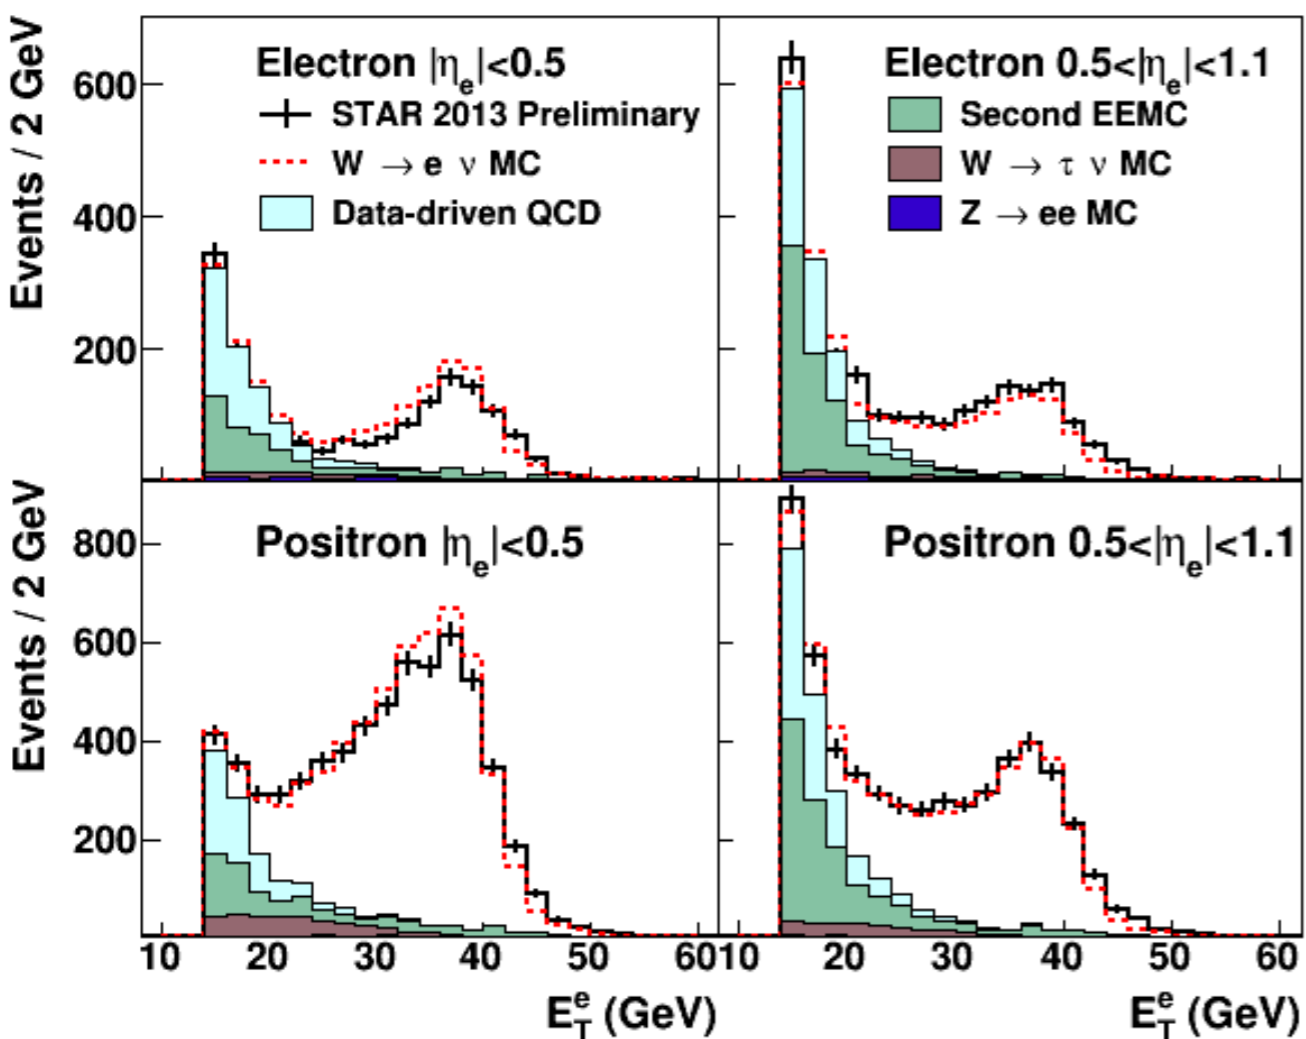 Events / 2 GeV
Electron |ηe|<0.5
STAR 2013 Preliminary
W → e ν MC
Data-driven QCD
600
400
200
Electron 0.5<|ηe|<1.1
Second EEMC
W → τ ν MC
Z → ee MC
Events / 2 GeV
Positron |ηe|<0.5
800
600
400
200
Positron 0.5<|ηe|<1.1
10 20 30 40 50 60 10 20 30 40 50 60
E_T^e (GeV)
E_T^e (GeV)